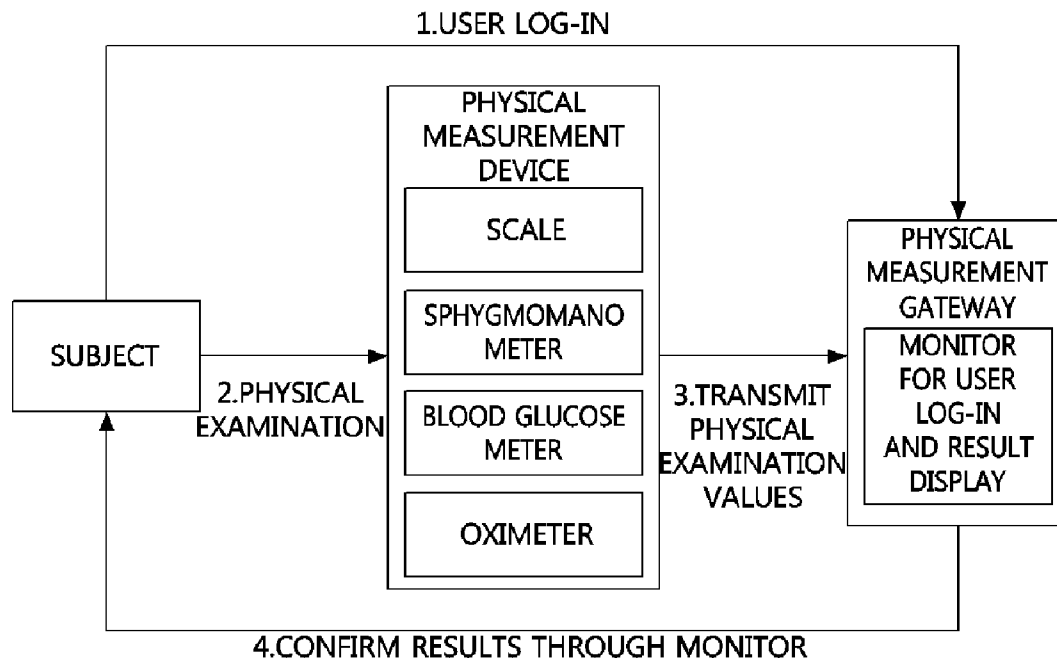 1.USER LOG-IN
PHYSICAL
MEASUREMENT
DEVICE
SCALE
SPHYGMOMANO
METER
BLOOD GLUCOSE
METER
OXIMETER
SUBJECT
2.PHYSICAL
EXAMINATION
3.TRANSMIT
PHYSICAL
EXAMINATION
VALUES
PHYSICAL
MEASUREMENT
GATEWAY
MONITOR
FOR USER
LOG-IN
AND RESULT
DISPLAY
4.CONFIRM RESULTS THROUGH MONITOR